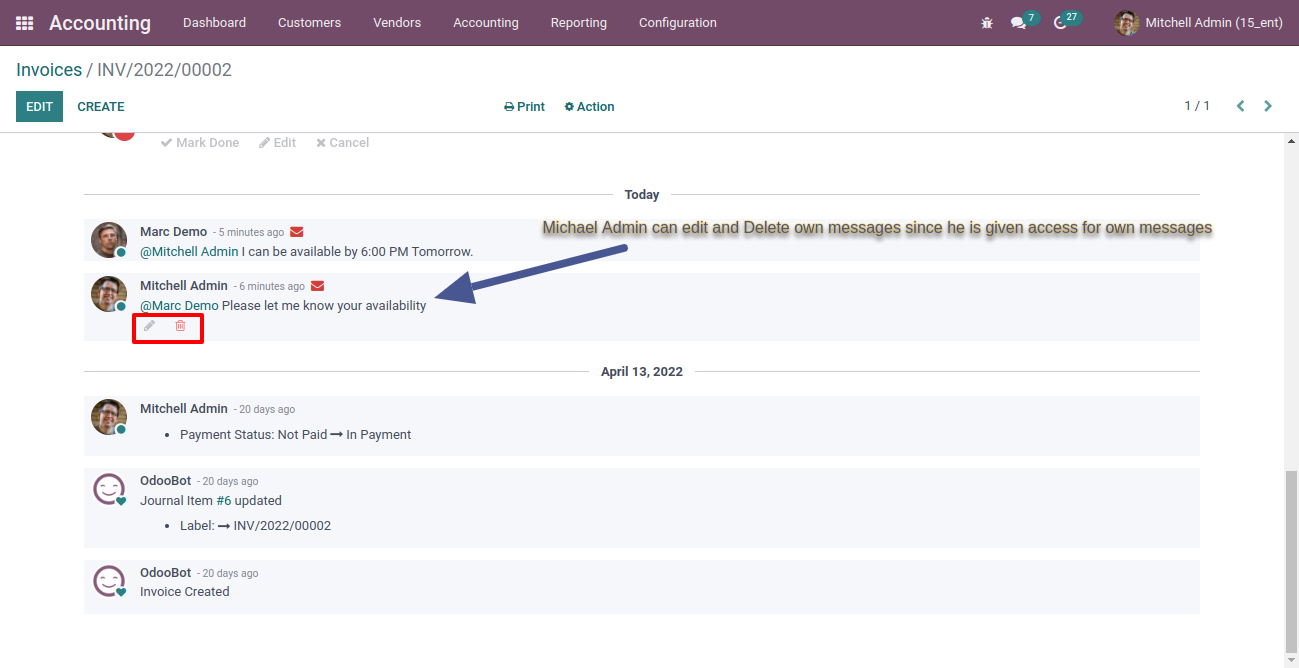 Accounting Dashboard Customers Vendors Accounting Reporting Configuration 7 27 Mitchell Admin (15_ent)
Invoices / INV/2022/00002
EDIT CREATE Print Action 1 / 1
Mark Done Edit Cancel
Today
Michael Admin can edit and Delete own messages since he is given access for own messages
Marc Demo - 5 minutes ago
@Mitchell Admin I can be available by 6:00 PM Tomorrow.
Mitchell Admin - 6 minutes ago
@Marc Demo Please let me know your availability
April 13, 2022
Mitchell Admin - 20 days ago
• Payment Status: Not Paid → In Payment
OdooBot - 20 days ago
Journal Item #6 updated
• Label: → INV/2022/00002
OdooBot - 20 days ago
Invoice Created